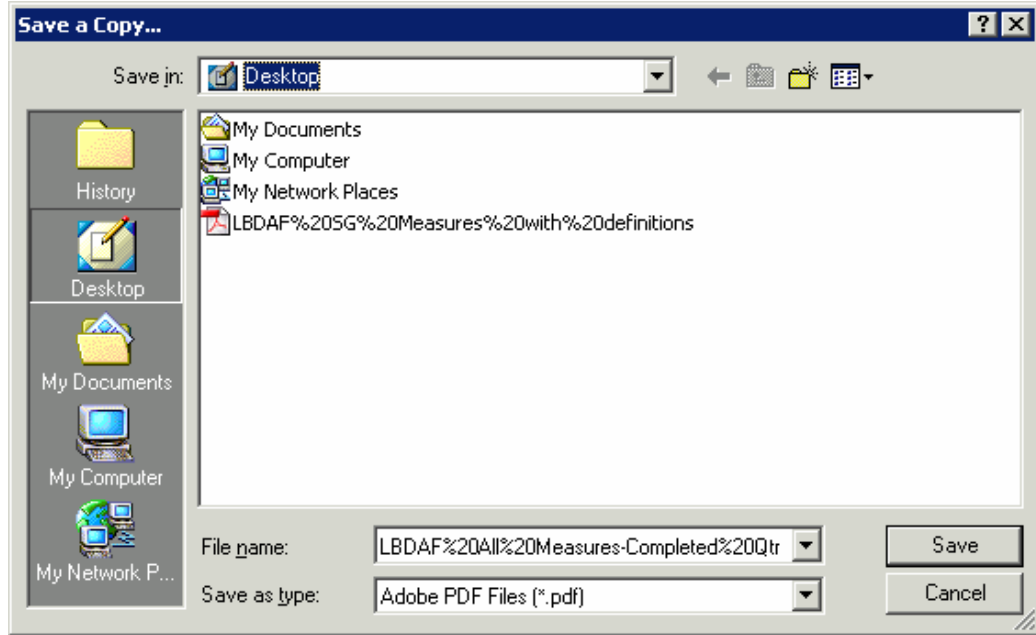 Save a Copy...
Save in:
Desktop
History
Desktop
My Documents
My Computer
My Network P...
My Documents
My Computer
My Network Places
LBDAF%20SG%20Measures%20with%20definitions
File name:
LBDAF%20All%20Measures-Completed%20Qtr
Save
Save as type:
Adobe PDF Files (*.pdf)
Cancel